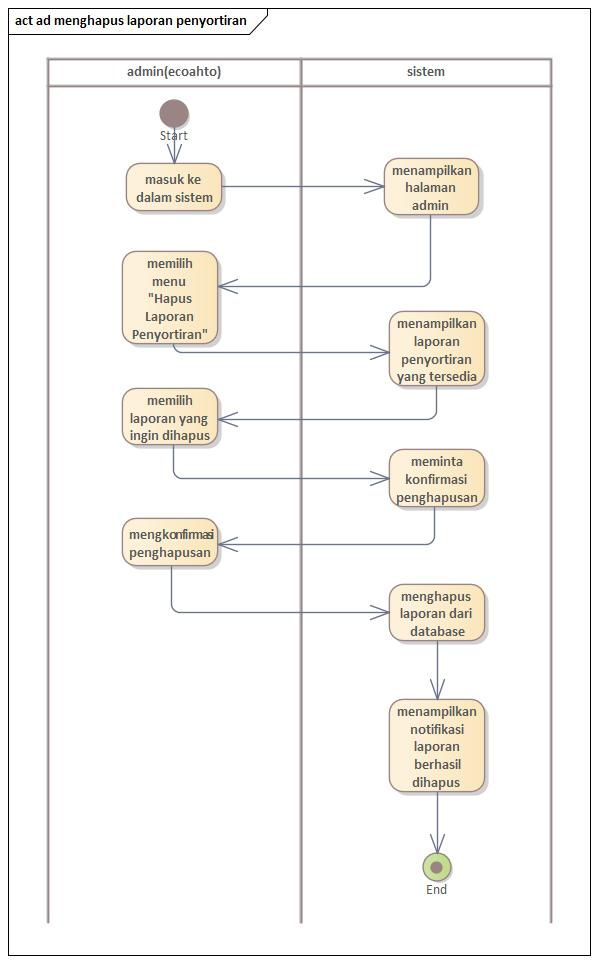 act ad menghapus laporan penyortiran
admin(ecoahto)
sistem
Start
masuk ke
dalam sistem
menampilkan
halaman
admin
memilih
menu
"Hapus
Laporan
Penyortiran"
menampilkan
laporan
penyortiran
yang tersedia
memilih
laporan yang
ingin dihapus
meminta
konfirmasi
penghapusan
mengkonfirmasi
penghapusan
menghapus
laporan dari
database
menampilkan
notifikasi
laporan
berhasil
dihapus
End